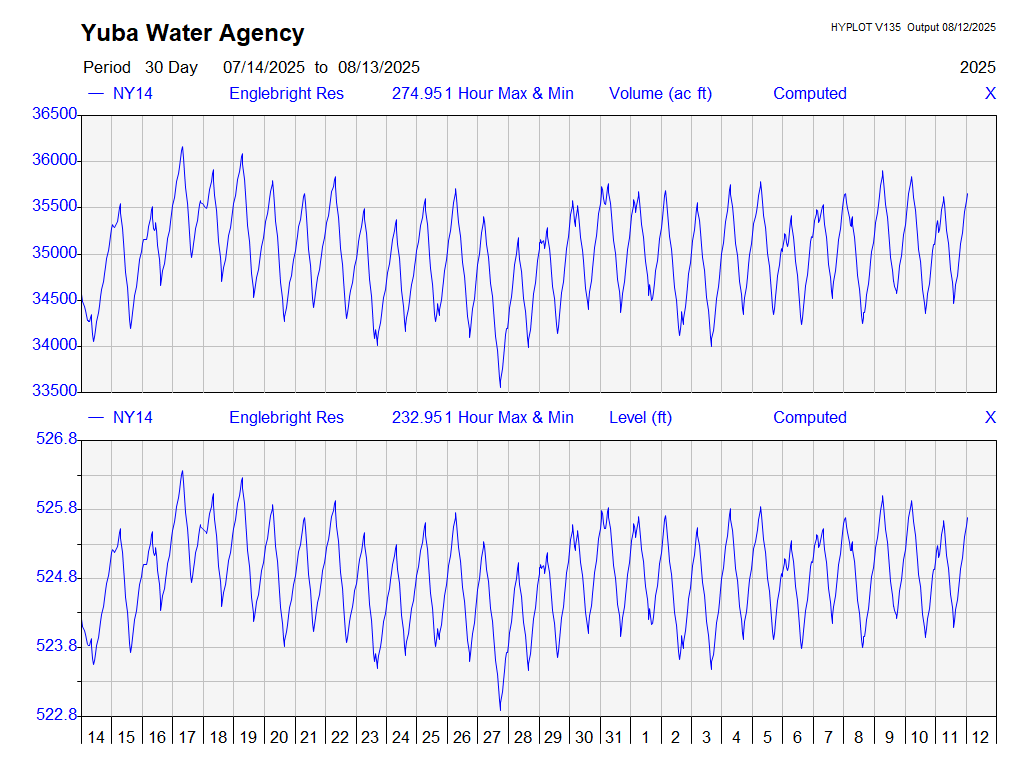 Yuba Water Agency
HYPLOT V135 Output 08/12/2025
Period 30 Day 07/14/2025 to 08/13/2025 2025
NY14 Englebright Res 274.951 Hour Max & Min Volume (ac ft) Computed X
36500
36000
35500
35000
34500
34000
33500
NY14 Englebright Res 232.951 Hour Max & Min Level (ft) Computed X
526.8
525.8
524.8
523.8
522.8
14 15 16 17 18 19 20 21 22 23 24 25 26 27 28 29 30 31 1 2 3 4 5 6 7 8 9 10 11 12